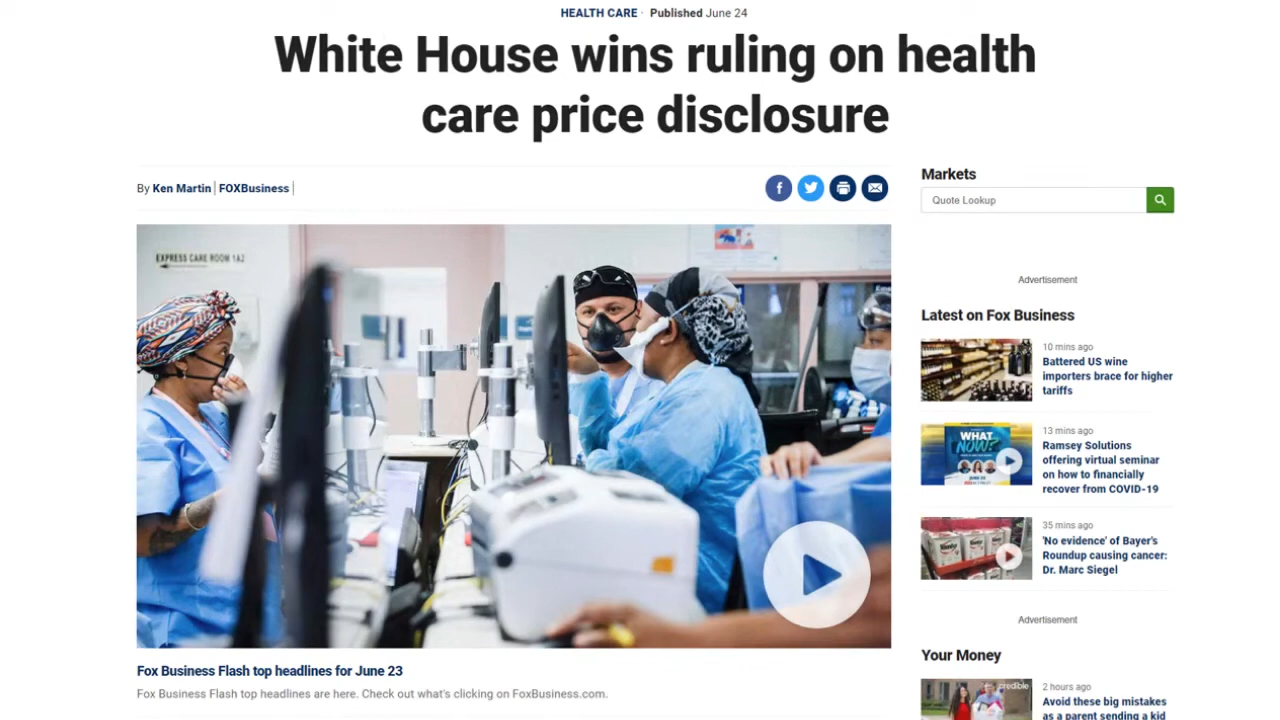 HEALTH CARE · Published June 24
White House wins ruling on health
care price disclosure
By Ken Martin | FOXBusiness |
f
EXPRESS CARE ROOM 1A2
Fox Business Flash top headlines for June 23
Fox Business Flash top headlines are here. Check out what's clicking on FoxBusiness.com.
Markets
Quote Lookup
Advertisement
Latest on Fox Business
10 mins ago
Battered US wine
importers brace for higher
tariffs
WHAT
NOW?
13 mins ago
Ramsey Solutions
offering virtual seminar
on how to financially
recover from COVID-19
35 mins ago
'No evidence' of Bayer's
Roundup causing cancer:
Dr. Marc Siegel
Advertisement
Your Money
credible
2 hours ago
Avoid these big mistakes
as a parent sending a kid